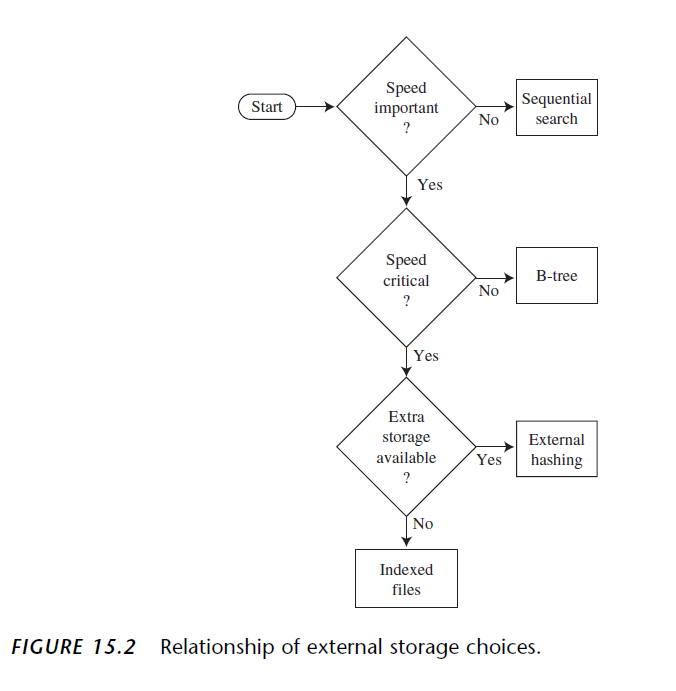 Start
Speed
important
?
No
Sequential
search
Yes
Speed
critical
?
No
B-tree
Yes
Extra
storage
available
?
Yes
External
hashing
No
Indexed
files
FIGURE 15.2 Relationship of external storage choices.